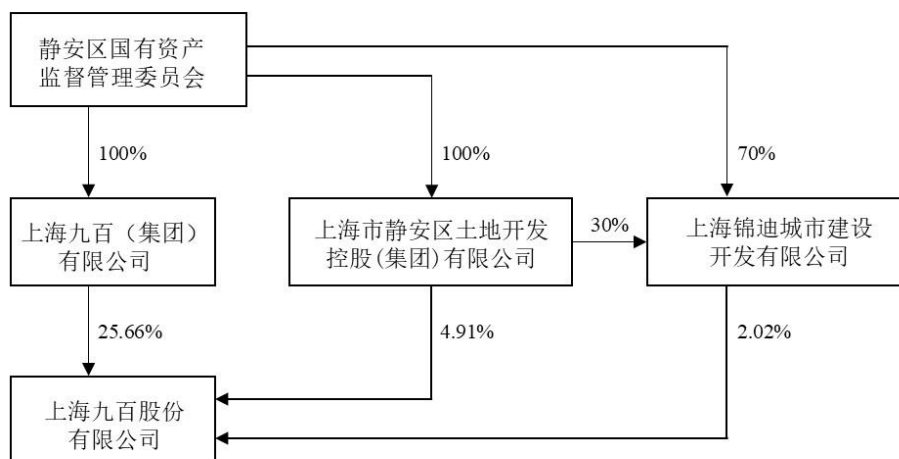 静安区国有资产
监督管理委员会
100%
100%
70%
上海九百（集团）
有限公司
上海市静安区土地开发
控股(集团)有限公司
30%
上海锦迪城市建设
开发有限公司
25.66%
4.91%
2.02%
上海九百股份
有限公司